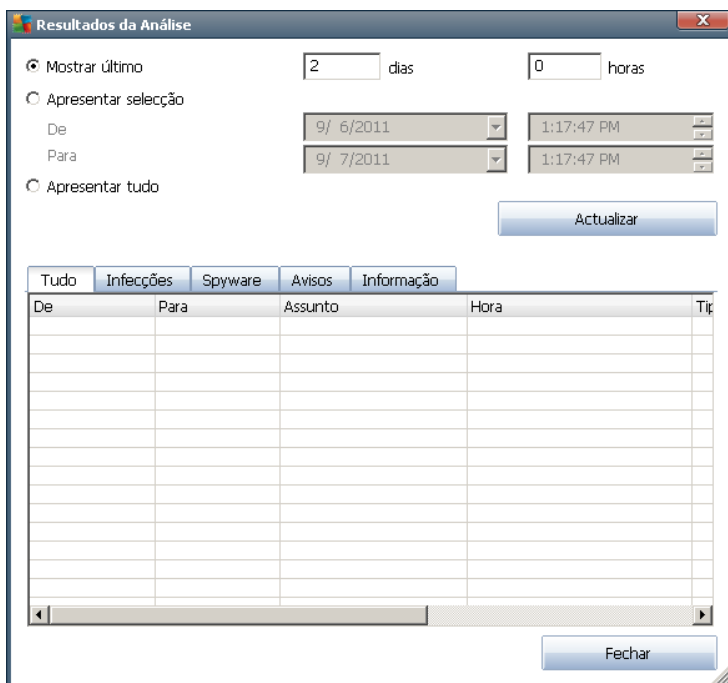 Resultados da Análise
Mostrar último 2 dias 0 horas
Apresentar selecção
De 9/ 6/2011 1:17:47 PM
Para 9/ 7/2011 1:17:47 PM
Apresentar tudo
Actualizar
Tudo Infecções Spyware Avisos Informação
De Para Assunto Hora Tip
Fechar